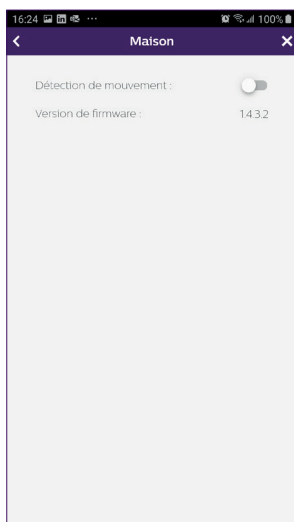 16:24 ... 100%
Maison
Détection de mouvement :
Version de firmware : 1.4.3.2